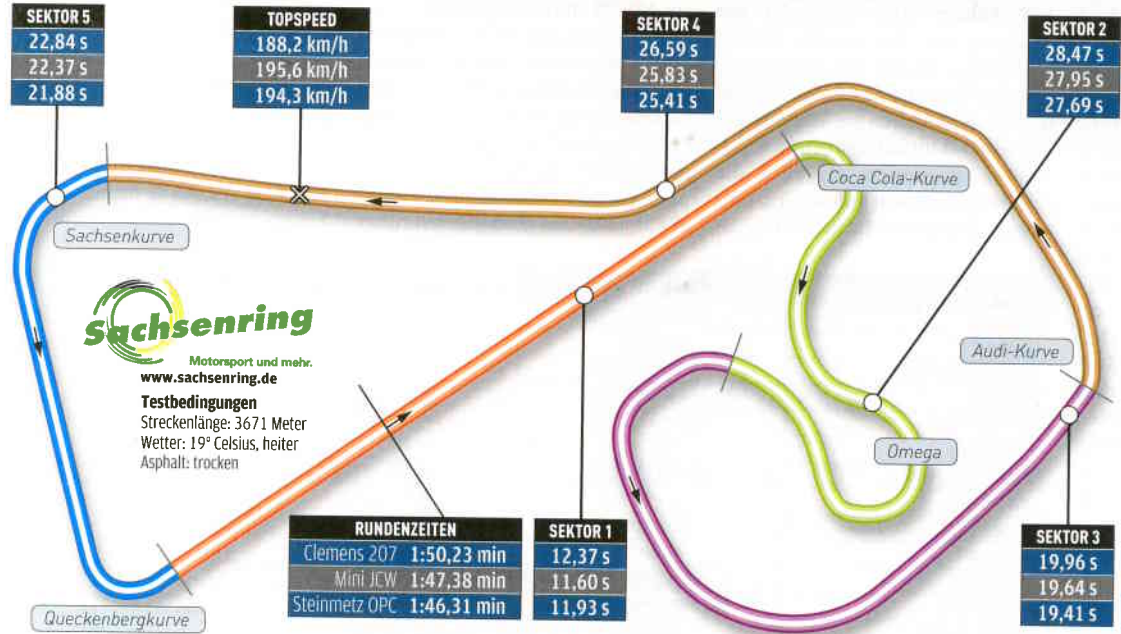 SEKTOR 5
22,84 s
22,37 s
21,88 s
TOPSPEED
188,2 km/h
195,6 km/h
194,3 km/h
SEKTOR 4
26,59 s
25,83 s
25,41 s
SEKTOR 2
28,47 s
27,95 s
27,69 s
Coca Cola-Kurve
Sachsenkurve
Sachsenring
Motorsport und mehr.
www.sachsenring.de
Testbedingungen
Streckenlänge: 3671 Meter
Wetter: 19° Celsius, heiter
Asphalt: trocken
Audi-Kurve
Omega
RUNDENZEITEN
Clemens 207 1:50,23 min
Mini JCW 1:47,38 min
Steinmetz OPC 1:46,31 min
SEKTOR 1
12,37 s
11,60 s
11,93 s
SEKTOR 3
19,96 s
19,64 s
19,41 s
Queckenbergkurve